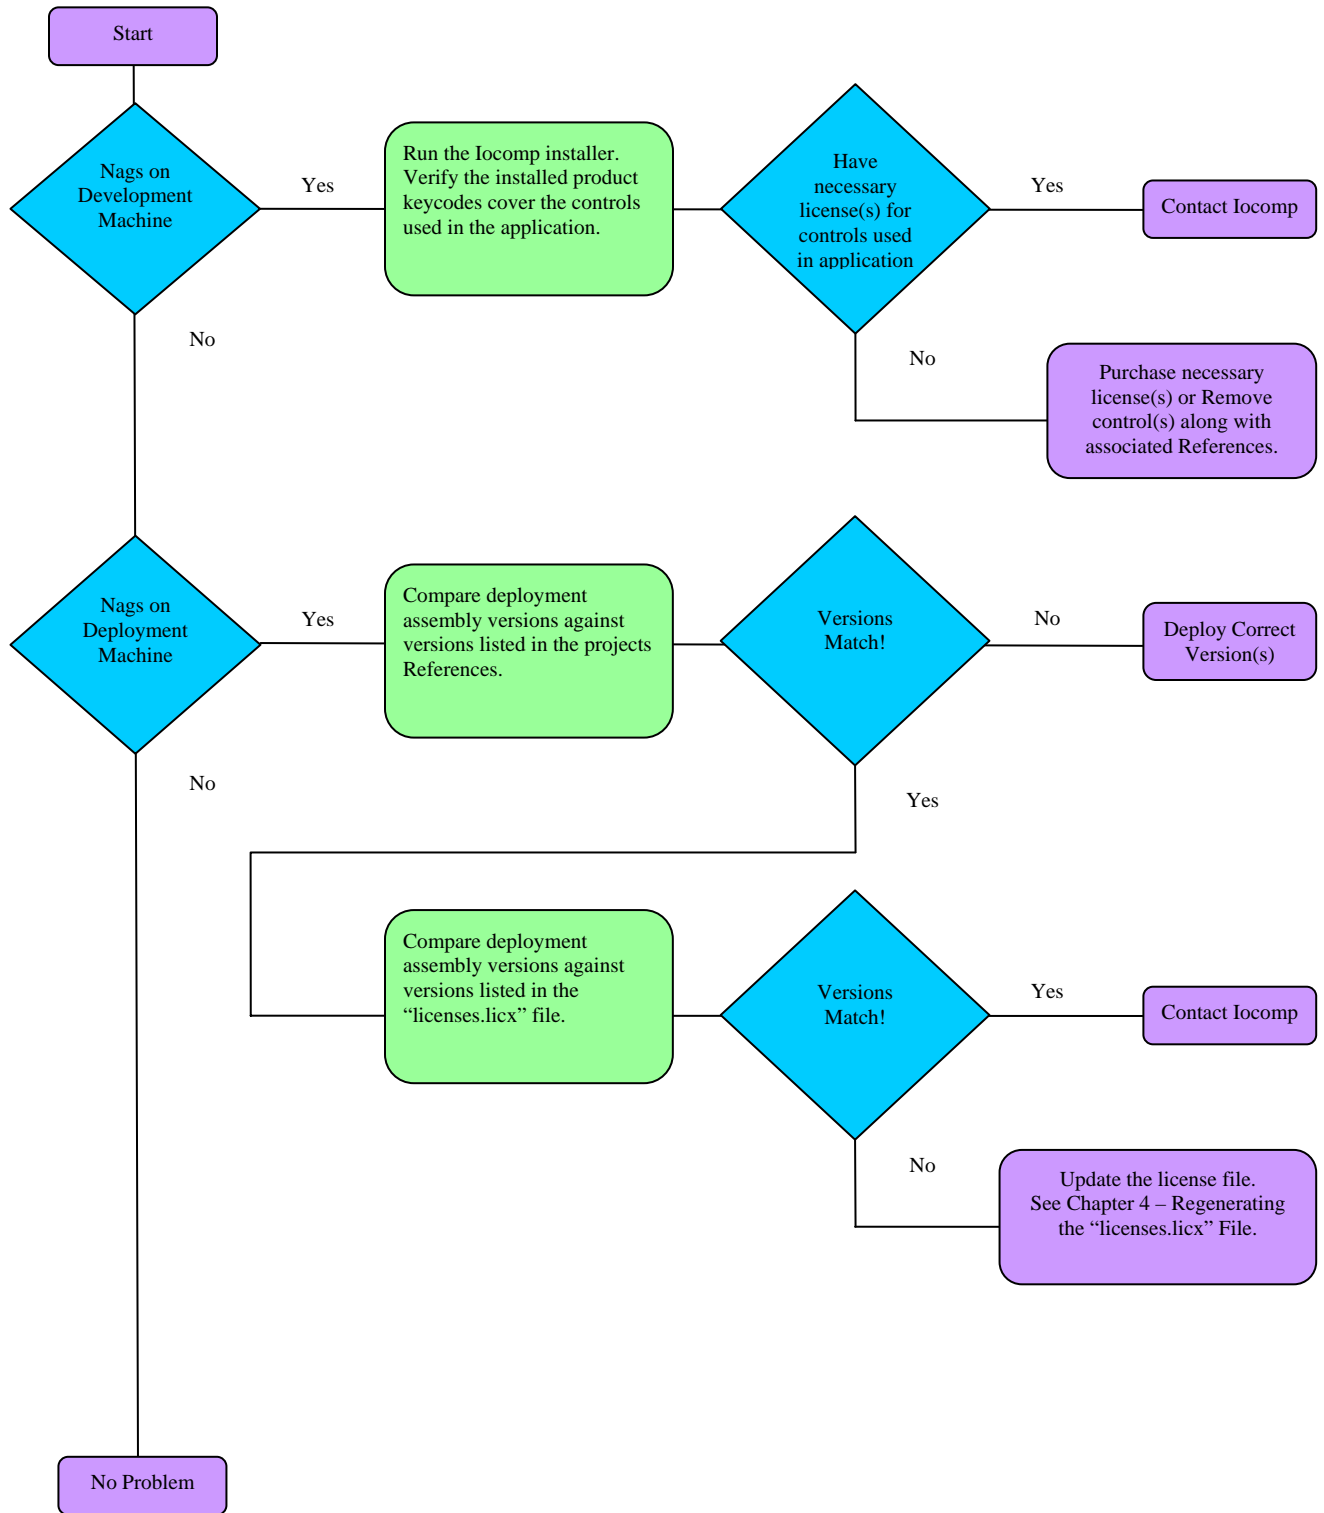 Start
Nags on
Development
Machine
Yes
Run the Iocomp installer.
Verify the installed product
keycodes cover the controls
used in the application.
Have
necessary
license(s) for
controls used
in application
Yes
Contact Iocomp
No
No
Purchase necessary
license(s) or Remove
control(s) along with
associated References.
Nags on
Deployment
Machine
Yes
Compare deployment
assembly versions against
versions listed in the projects
References.
Versions
Match!
No
Deploy Correct
Version(s)
No
Yes
Compare deployment
assembly versions against
versions listed in the
“licenses.licx” file.
Versions
Match!
Yes
Contact Iocomp
No
Update the license file.
See Chapter 4 – Regenerating
the “licenses.licx” File.
No Problem